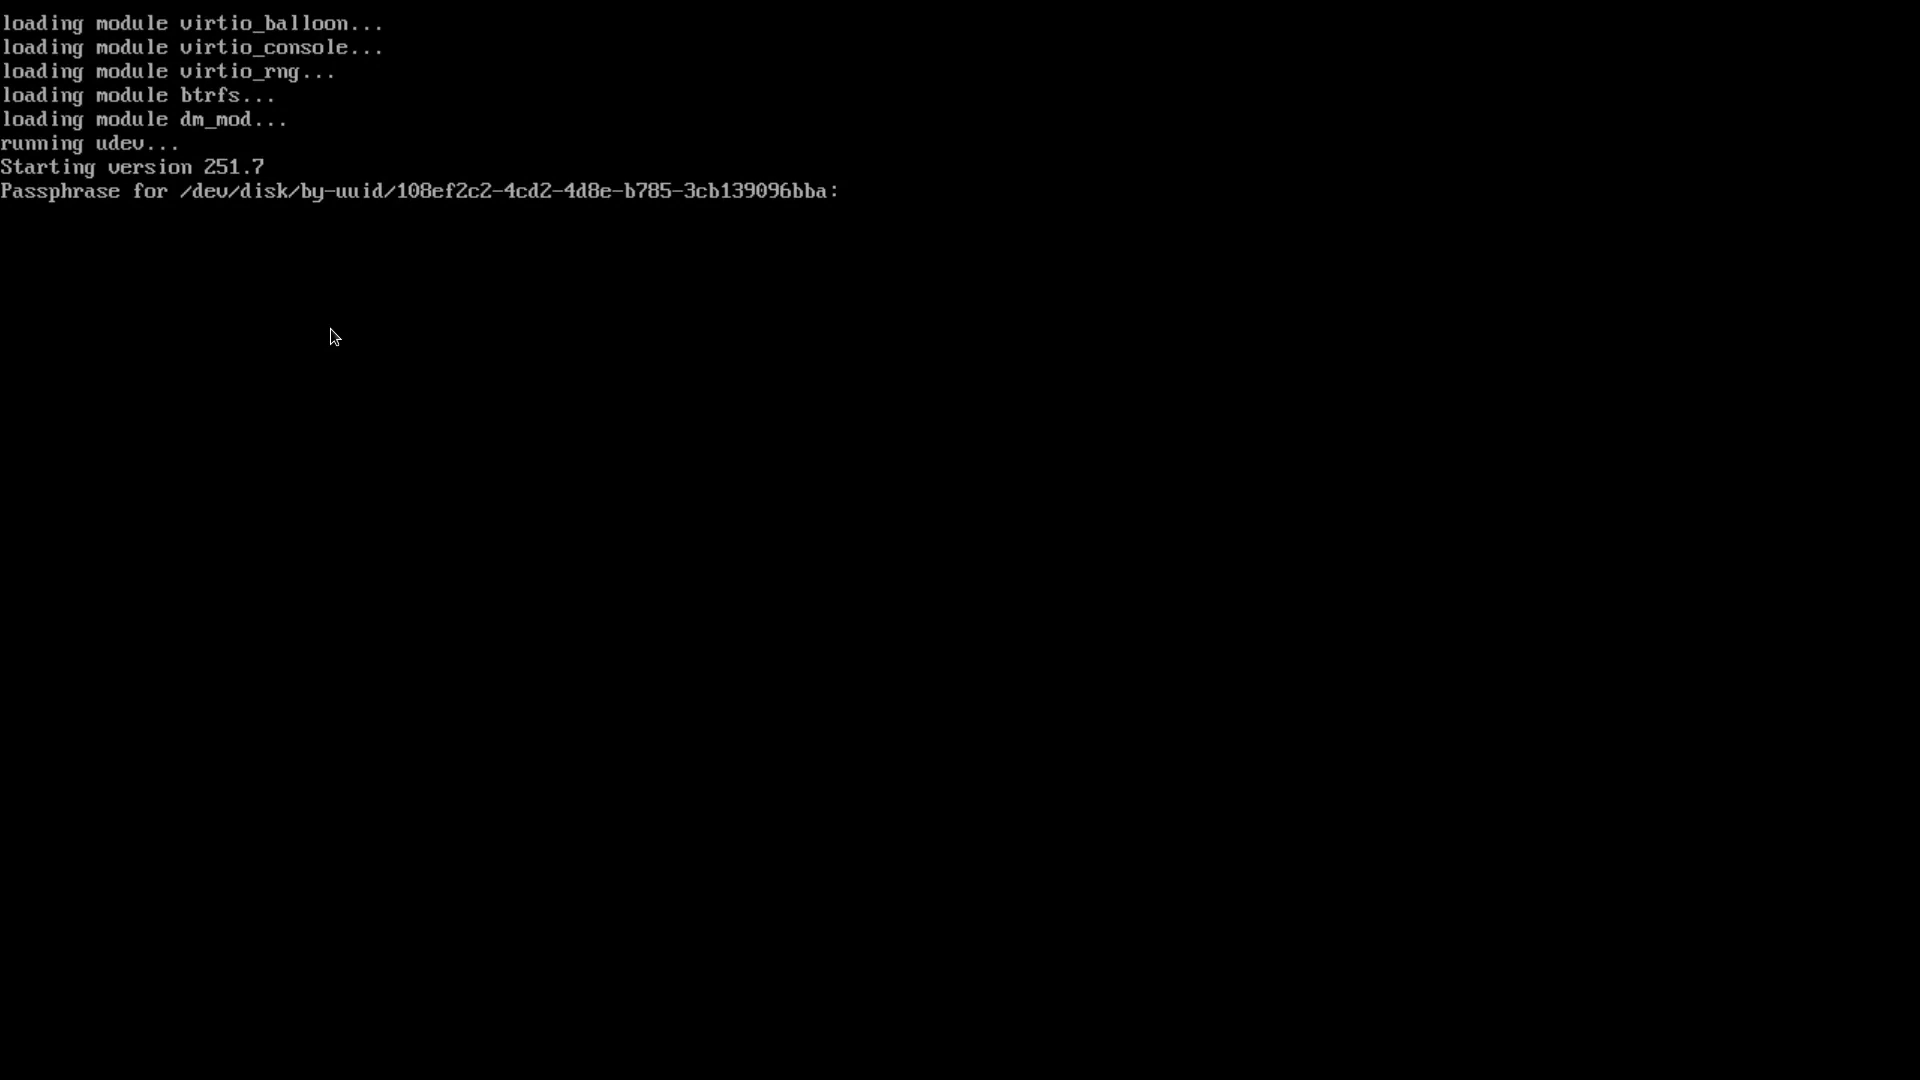 loading module virtio_balloon...
loading module virtio_console...
loading module virtio_rng...
loading module btrfs...
loading module dm_mod...
running udev...
Starting version 251.7
Passphrase for /dev/disk/by-uuid/108ef2c2-4cd2-4d8e-b785-3cb139096bba: